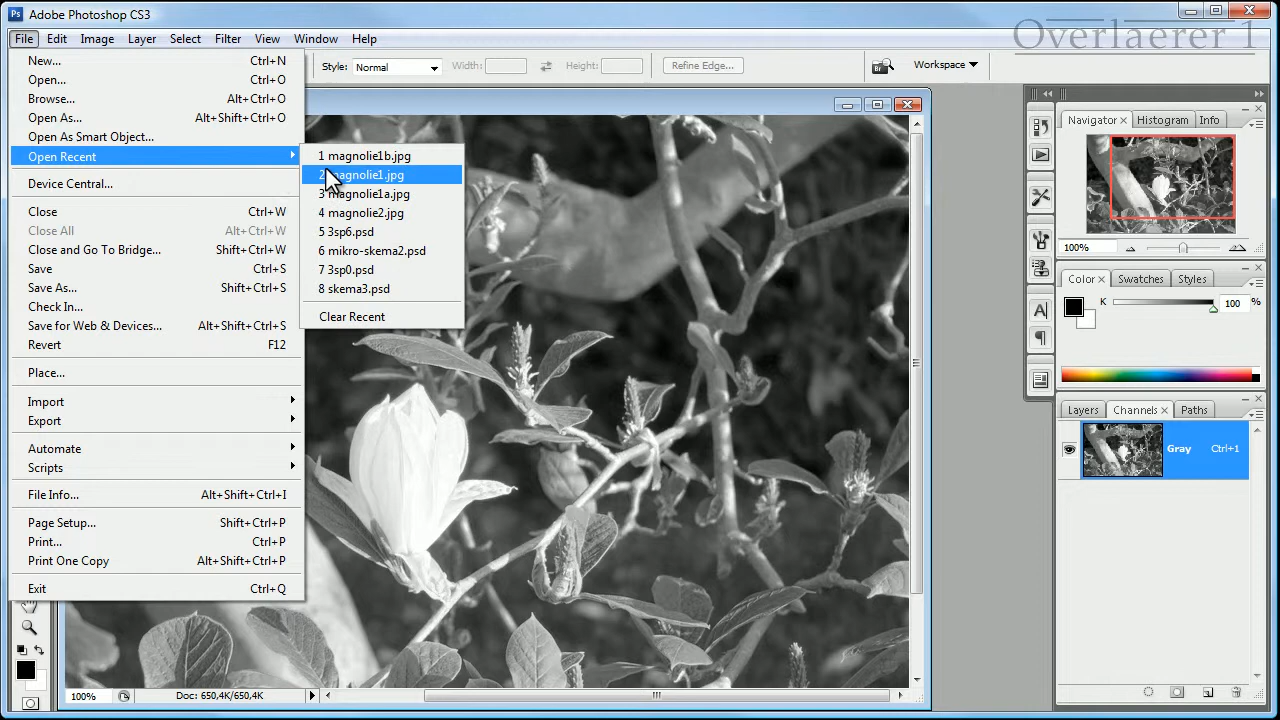 Adobe Photoshop CS3
Overlaerer 1
File Edit Image Layer Select Filter View Window Help
Style: Normal Width: Height: Refine Edge... Br Workspace
New... Ctrl+N
Open... Ctrl+O
Browse... Alt+Ctrl+O
Open As... Alt+Shift+Ctrl+O
Open As Smart Object...
Open Recent
Device Central...
Close Ctrl+W
Close All Alt+Ctrl+W
Close and Go To Bridge... Shift+Ctrl+W
Save Ctrl+S
Save As... Shift+Ctrl+S
Check In...
Save for Web & Devices... Alt+Shift+Ctrl+S
Revert F12
Place...
Import
Export
Automate
Scripts
File Info... Alt+Shift+Ctrl+I
Page Setup... Shift+Ctrl+P
Print... Ctrl+P
Print One Copy Alt+Shift+Ctrl+P
Exit Ctrl+Q
1 magnolie1b.jpg
2 magnolie1.jpg
3 magnolie1a.jpg
4 magnolie2.jpg
5 3sp6.psd
6 mikro-skema2.psd
7 3sp0.psd
8 skema3.psd
Clear Recent
Navigator Histogram Info
100%
Color Swatches Styles
K 100 %
Layers Channels Paths
Gray Ctrl+1
100% Doc: 650,4K/650,4K